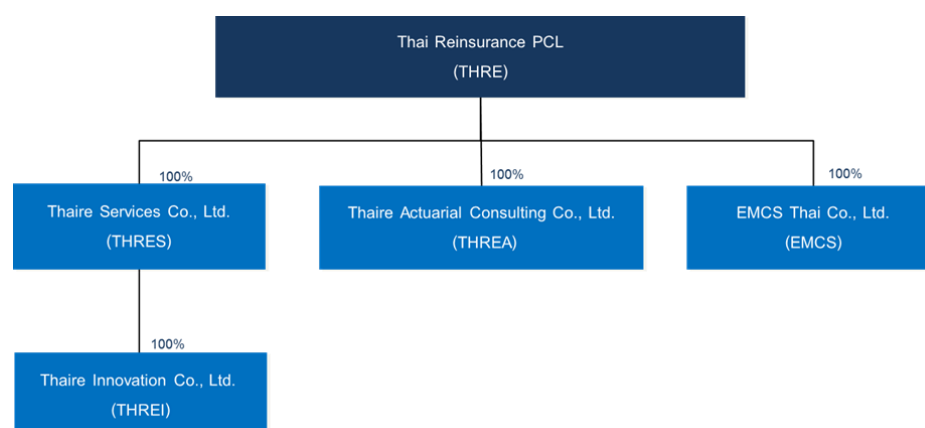 Thai Reinsurance PCL
(THRE)
100%
100%
100%
Thaire Services Co., Ltd.
(THRES)
Thaire Actuarial Consulting Co., Ltd.
(THREA)
EMCS Thai Co., Ltd.
(EMCS)
100%
Thaire Innovation Co., Ltd.
(THREI)